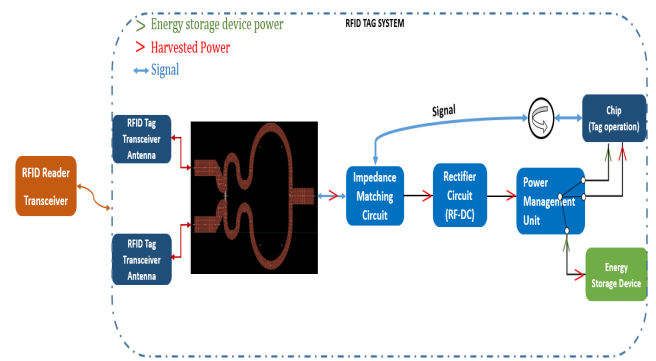 RFID TAG SYSTEM
Energy storage device power
Harvested Power
Signal
RFID Reader
Transceiver
RFID Tag
Transceiver
Antenna
RFID Tag
Transceiver
Antenna
Impedance
Matching
Circuit
Signal
Rectifier
Circuit
(RF-DC)
Power
Management
Unit
Chip
(Tag operation)
Energy
Storage Device